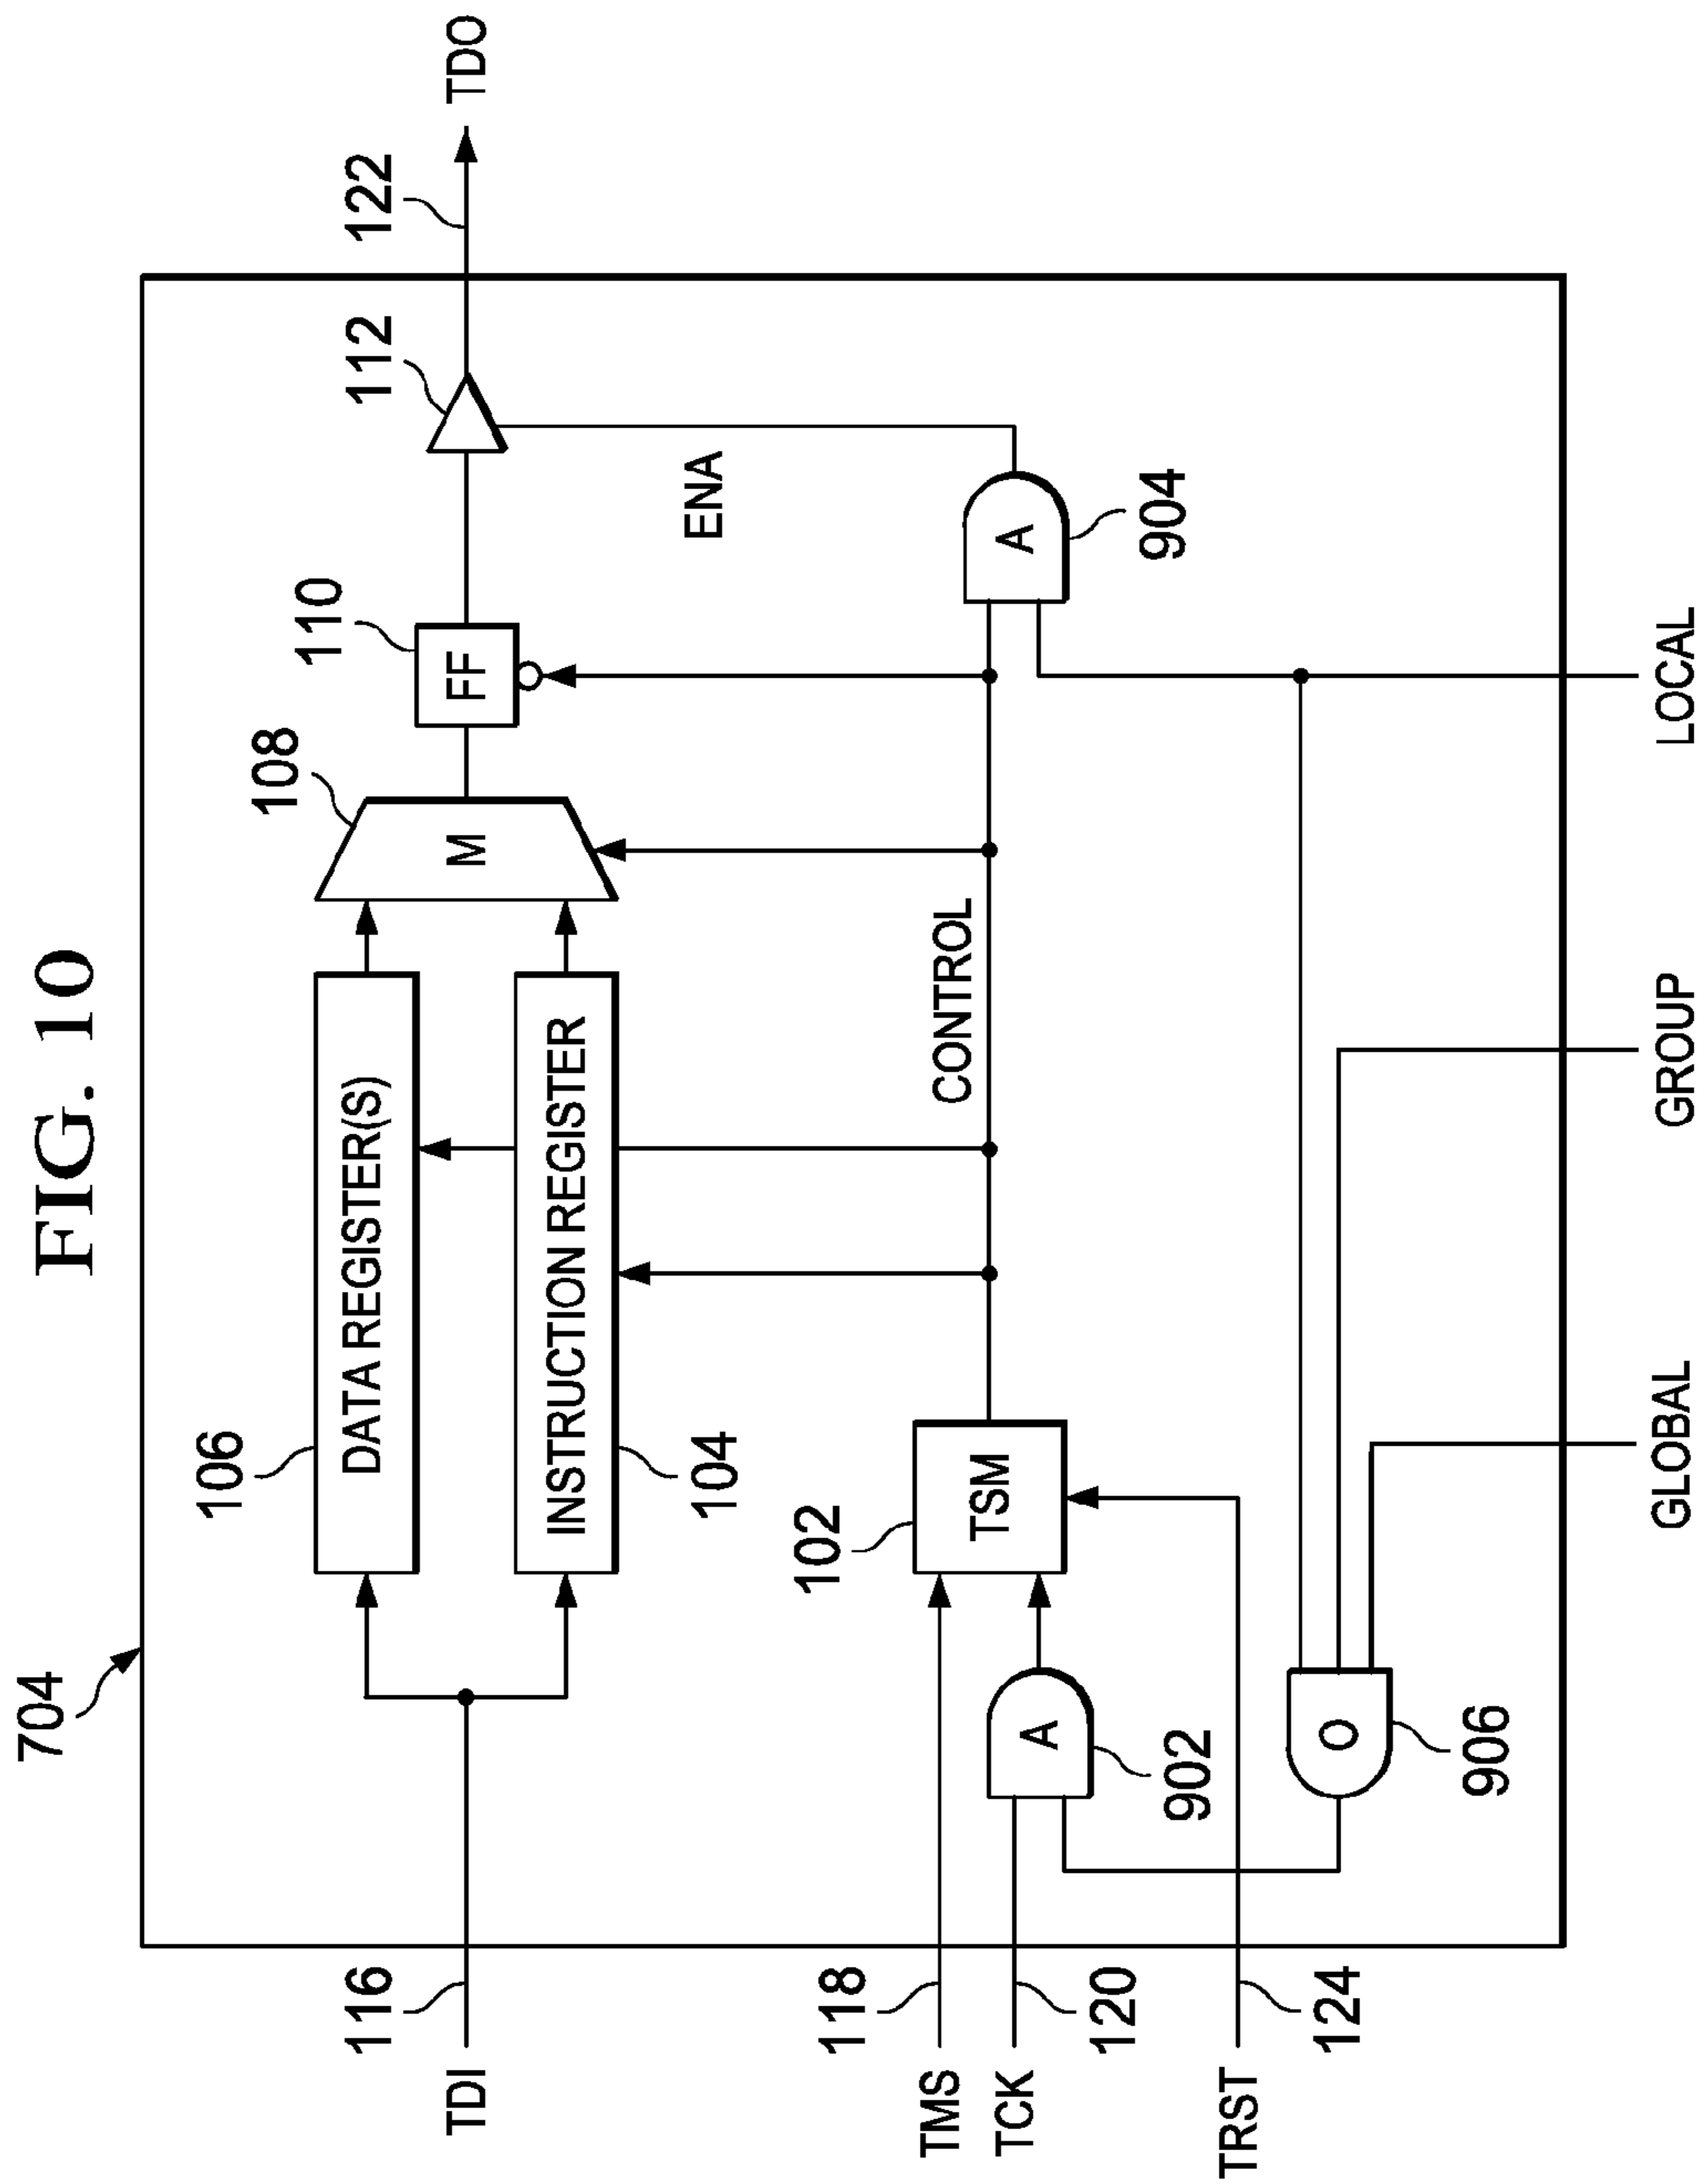 FIG. 10
704
106
DATA REGISTER(S)
108
110
112
122
116
TDI
M
FF
TDO
INSTRUCTION REGISTER
104
ENA
CONTROL
102
118
TMS
TSM
A
904
TCK
120
A
902
TRST
124
O
906
GLOBAL
GROUP
LOCAL